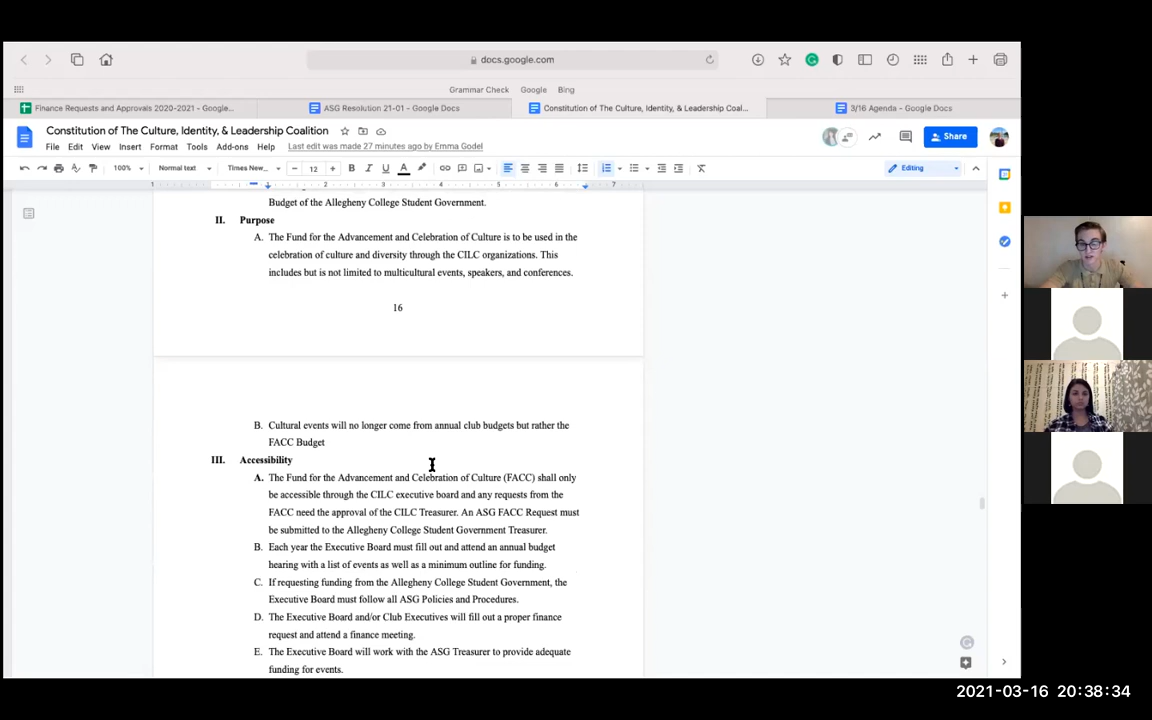 docs.google.com
Grammar Check Google Bing
Finance Requests and Approvals 2020-2021 - Google...
ASG Resolution 21-01 - Google Docs
Constitution of The Culture, Identity, & Leadership Coal...
3/16 Agenda - Google Docs
Constitution of The Culture, Identity, & Leadership Coalition
Share
File Edit View Insert Format Tools Add-ons Help Last edit was made 27 minutes ago by Emma Godel
100% Normal text Times New... 12 B I U A Editing
1 1 2 3 4 5 6 7
Budget of the Allegheny College Student Government.
II. Purpose
A. The Fund for the Advancement and Celebration of Culture is to be used in the
celebration of culture and diversity through the CILC organizations. This
includes but is not limited to multicultural events, speakers, and conferences.
16
B. Cultural events will no longer come from annual club budgets but rather the
FACC Budget
III. Accessibility
A. The Fund for the Advancement and Celebration of Culture (FACC) shall only
be accessible through the CILC executive board and any requests from the
FACC need the approval of the CILC Treasurer. An ASG FACC Request must
be submitted to the Allegheny College Student Government Treasurer.
B. Each year the Executive Board must fill out and attend an annual budget
hearing with a list of events as well as a minimum outline for funding.
C. If requesting funding from the Allegheny College Student Government, the
Executive Board must follow all ASG Policies and Procedures.
D. The Executive Board and/or Club Executives will fill out a proper finance
request and attend a finance meeting.
E. The Executive Board will work with the ASG Treasurer to provide adequate
funding for events.
2021-03-16 20:38:34